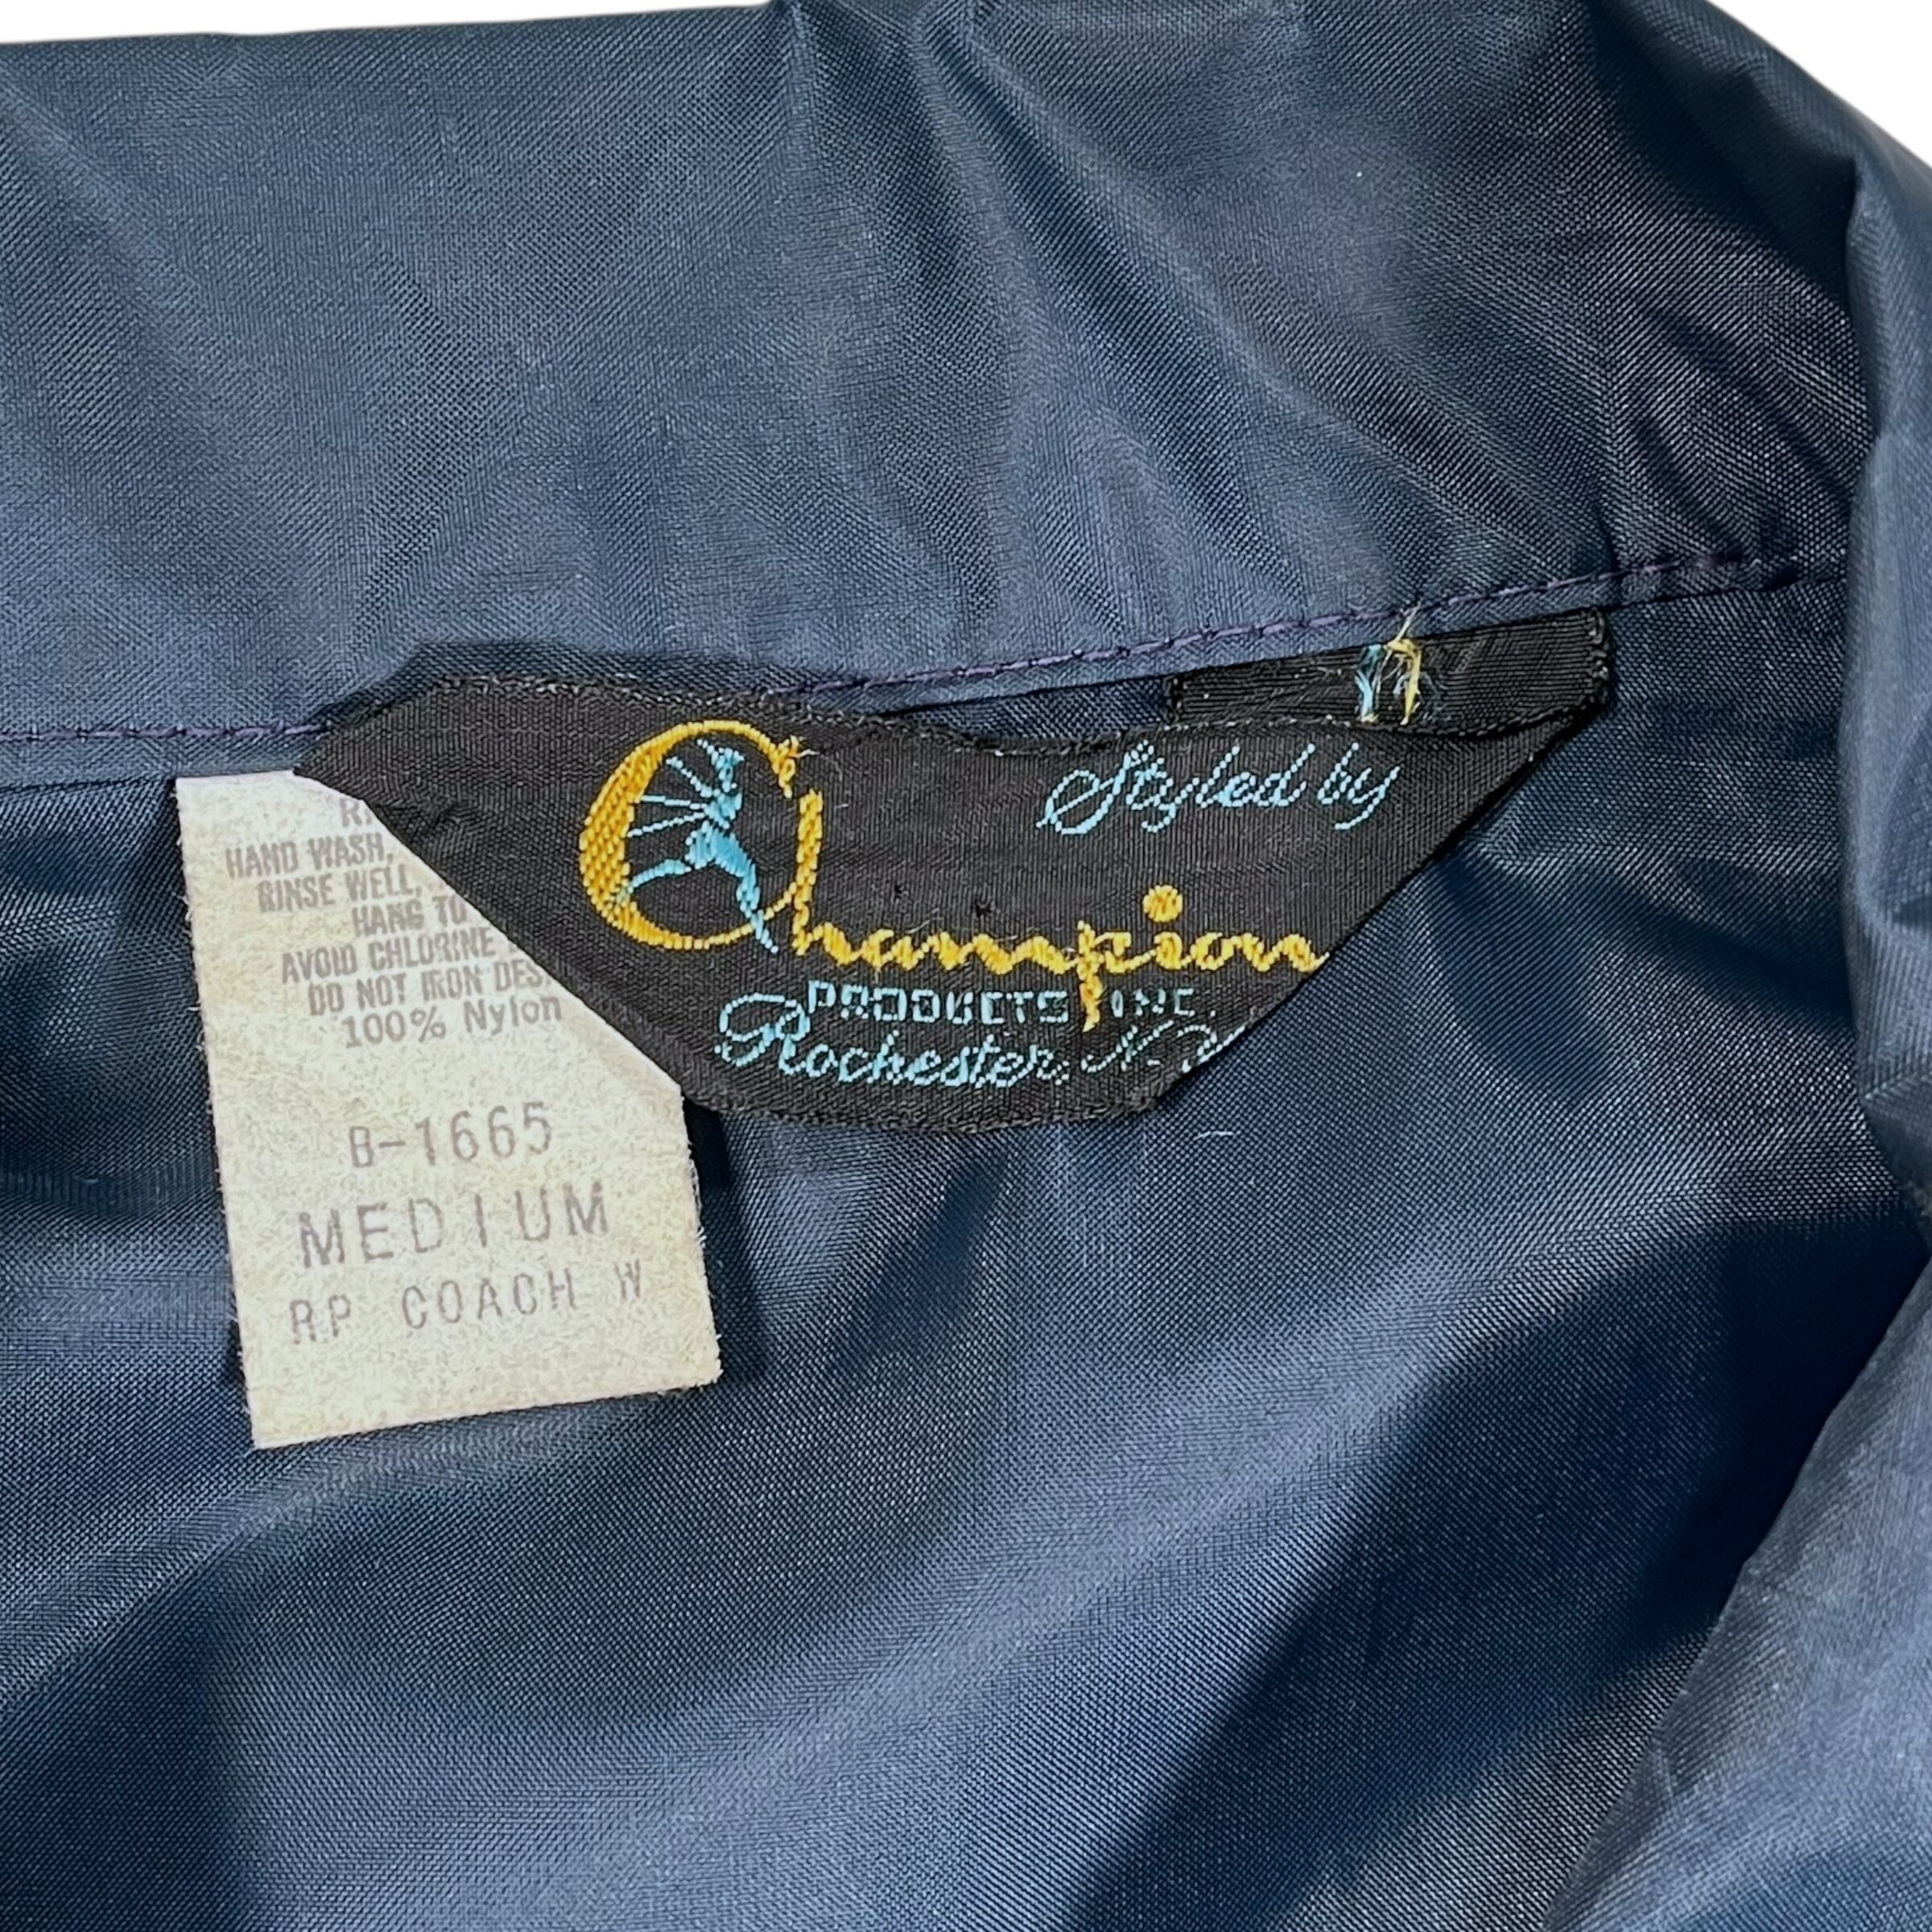 Styled by
Champion
PRODUCTS INC.
Rochester, N.Y.
HAND WASH,
RINSE WELL,
HANG TO
AVOID CHLORINE
DO NOT IRON
100% Nylon
B-1665
MEDIUM
RP COACH W